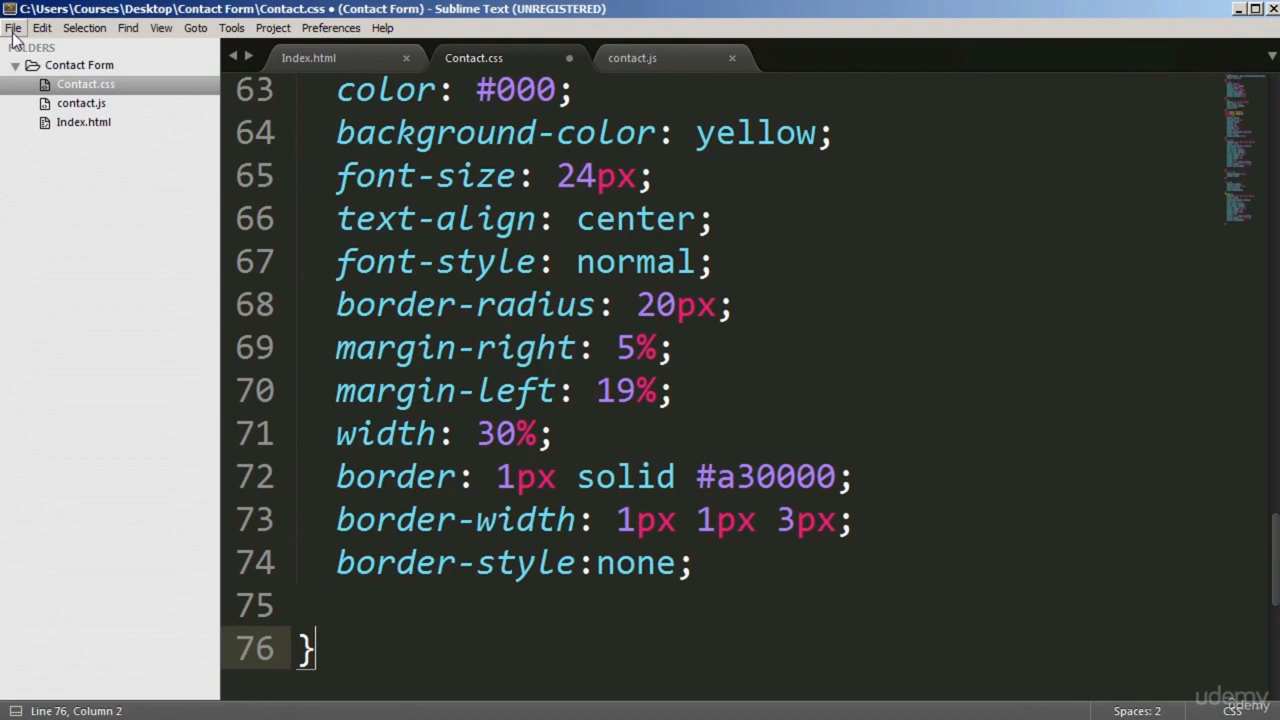 C:\Users\Courses\Desktop\Contact Form\Contact.css • (Contact Form) - Sublime Text (UNREGISTERED)
File Edit Selection Find View Goto Tools Project Preferences Help
FOLDERS
Contact Form
Contact.css
contact.js
Index.html
Index.html × Contact.css contact.js ×
63 color: #000;
64 background-color: yellow;
65 font-size: 24px;
66 text-align: center;
67 font-style: normal;
68 border-radius: 20px;
69 margin-right: 5%;
70 margin-left: 19%;
71 width: 30%;
72 border: 1px solid #a30000;
73 border-width: 1px 1px 3px;
74 border-style:none;
75
76 }
Line 76, Column 2 Spaces: 2 CSS
udemy
udemy